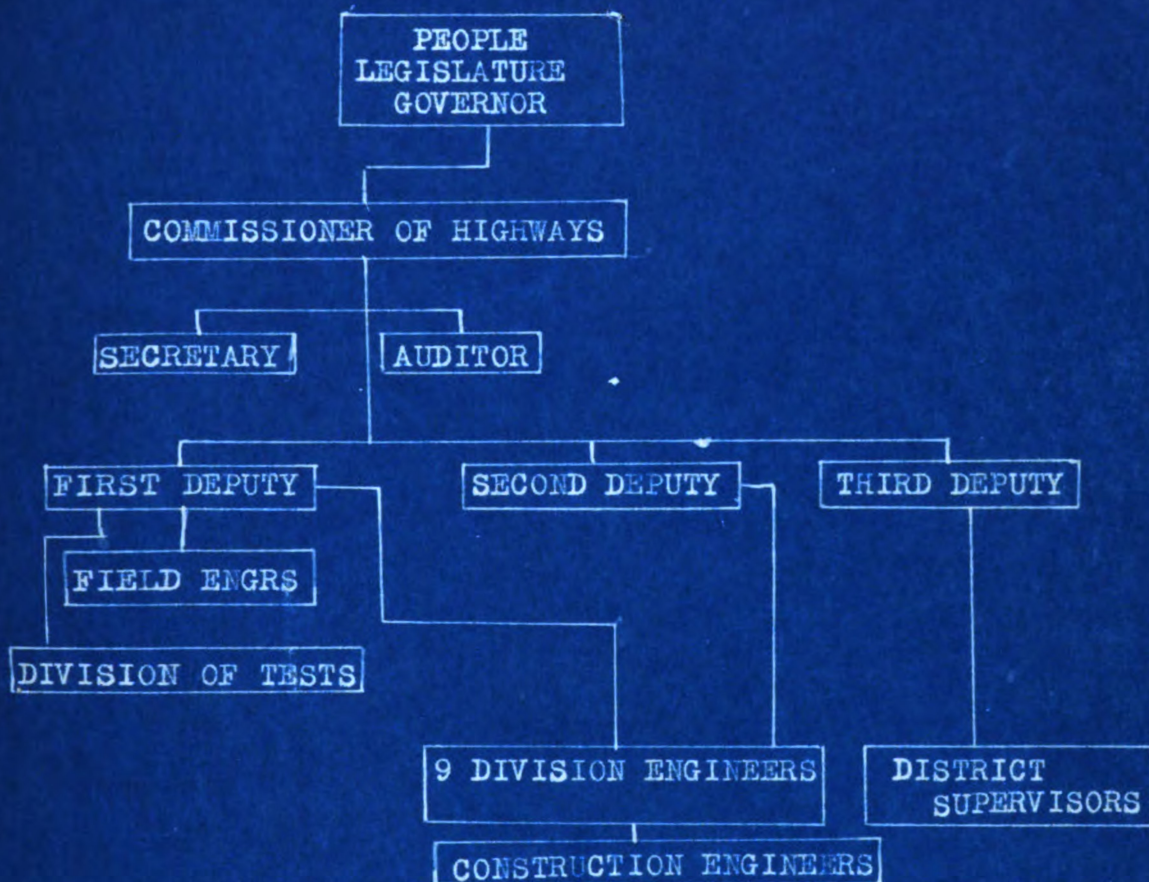 PEOPLE
LEGISLATURE
GOVERNOR
COMMISSIONER OF HIGHWAYS
SECRETARY
AUDITOR
FIRST DEPUTY
SECOND DEPUTY
THIRD DEPUTY
FIELD ENGRS
DIVISION OF TESTS
9 DIVISION ENGINEERS
DISTRICT
SUPERVISORS
CONSTRUCTION ENGINEERS